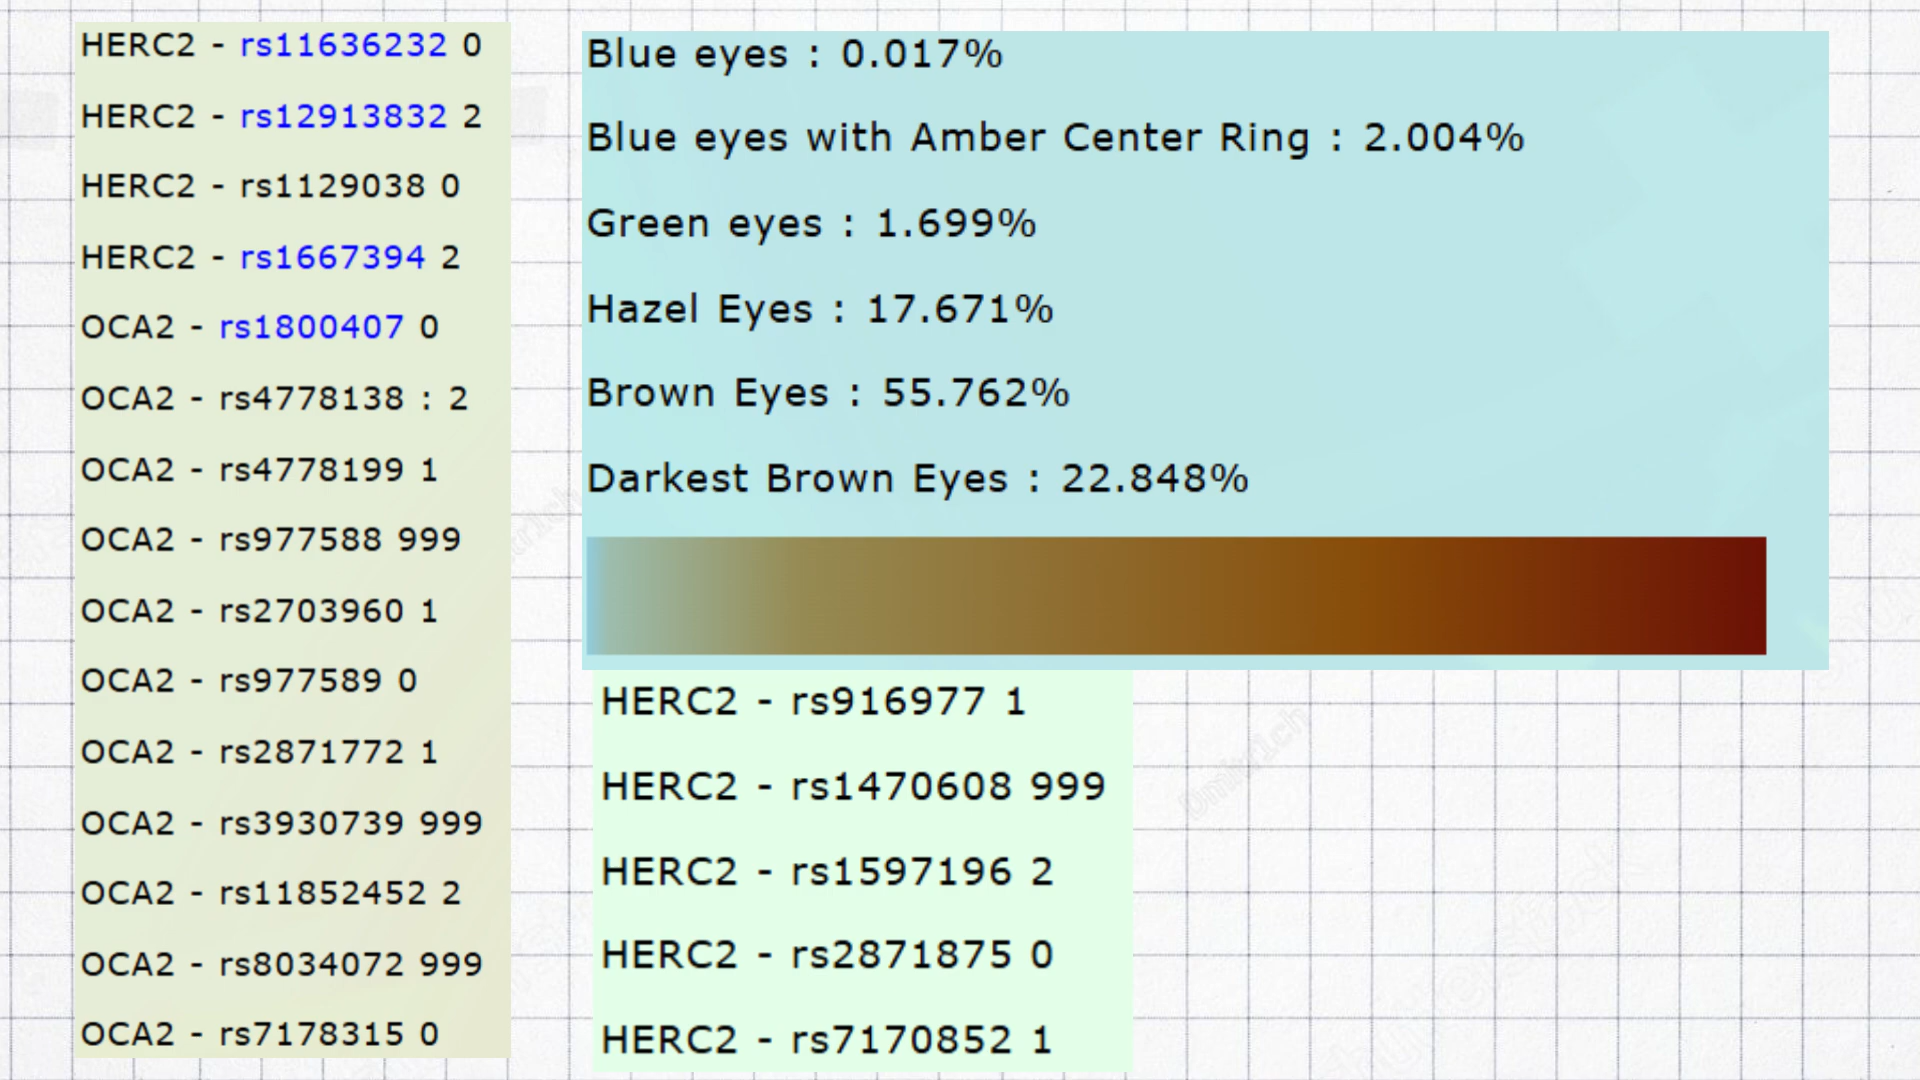 HERC2 - rs11636232 0
HERC2 - rs12913832 2
HERC2 - rs1129038 0
HERC2 - rs1667394 2
OCA2 - rs1800407 0
OCA2 - rs4778138 : 2
OCA2 - rs4778199 1
OCA2 - rs977588 999
OCA2 - rs2703960 1
OCA2 - rs977589 0
OCA2 - rs2871772 1
OCA2 - rs3930739 999
OCA2 - rs11852452 2
OCA2 - rs8034072 999
OCA2 - rs7178315 0
Blue eyes : 0.017%
Blue eyes with Amber Center Ring : 2.004%
Green eyes : 1.699%
Hazel Eyes : 17.671%
Brown Eyes : 55.762%
Darkest Brown Eyes : 22.848%
HERC2 - rs916977 1
HERC2 - rs1470608 999
HERC2 - rs1597196 2
HERC2 - rs2871875 0
HERC2 - rs7170852 1
Dmitrich